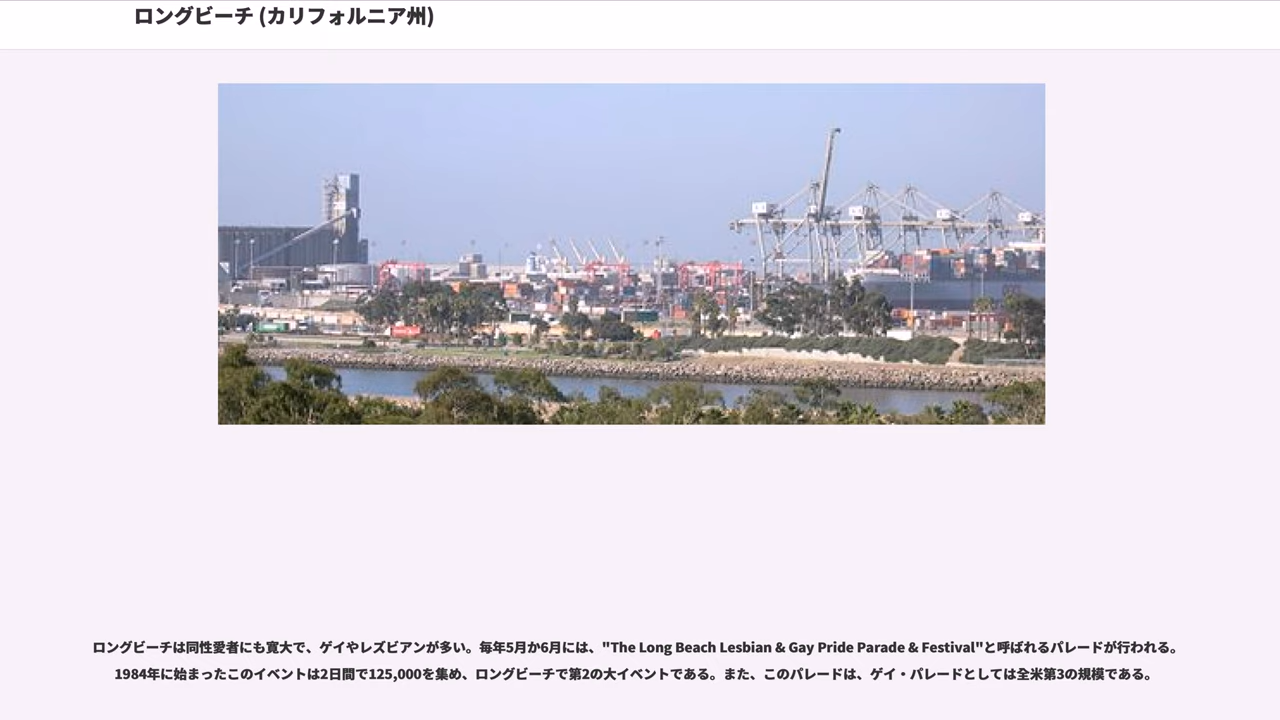 ロングビーチ (カリフォルニア州)
ロングビーチは同性愛者にも寛大で、ゲイやレズビアンが多い。毎年5月か6月には、"The Long Beach Lesbian & Gay Pride Parade & Festival"と呼ばれるパレードが行われる。
1984年に始まったこのイベントは2日間で125,000を集め、ロングビーチで第2の大イベントである。また、このパレードは、ゲイ・パレードとしては全米第3の規模である。